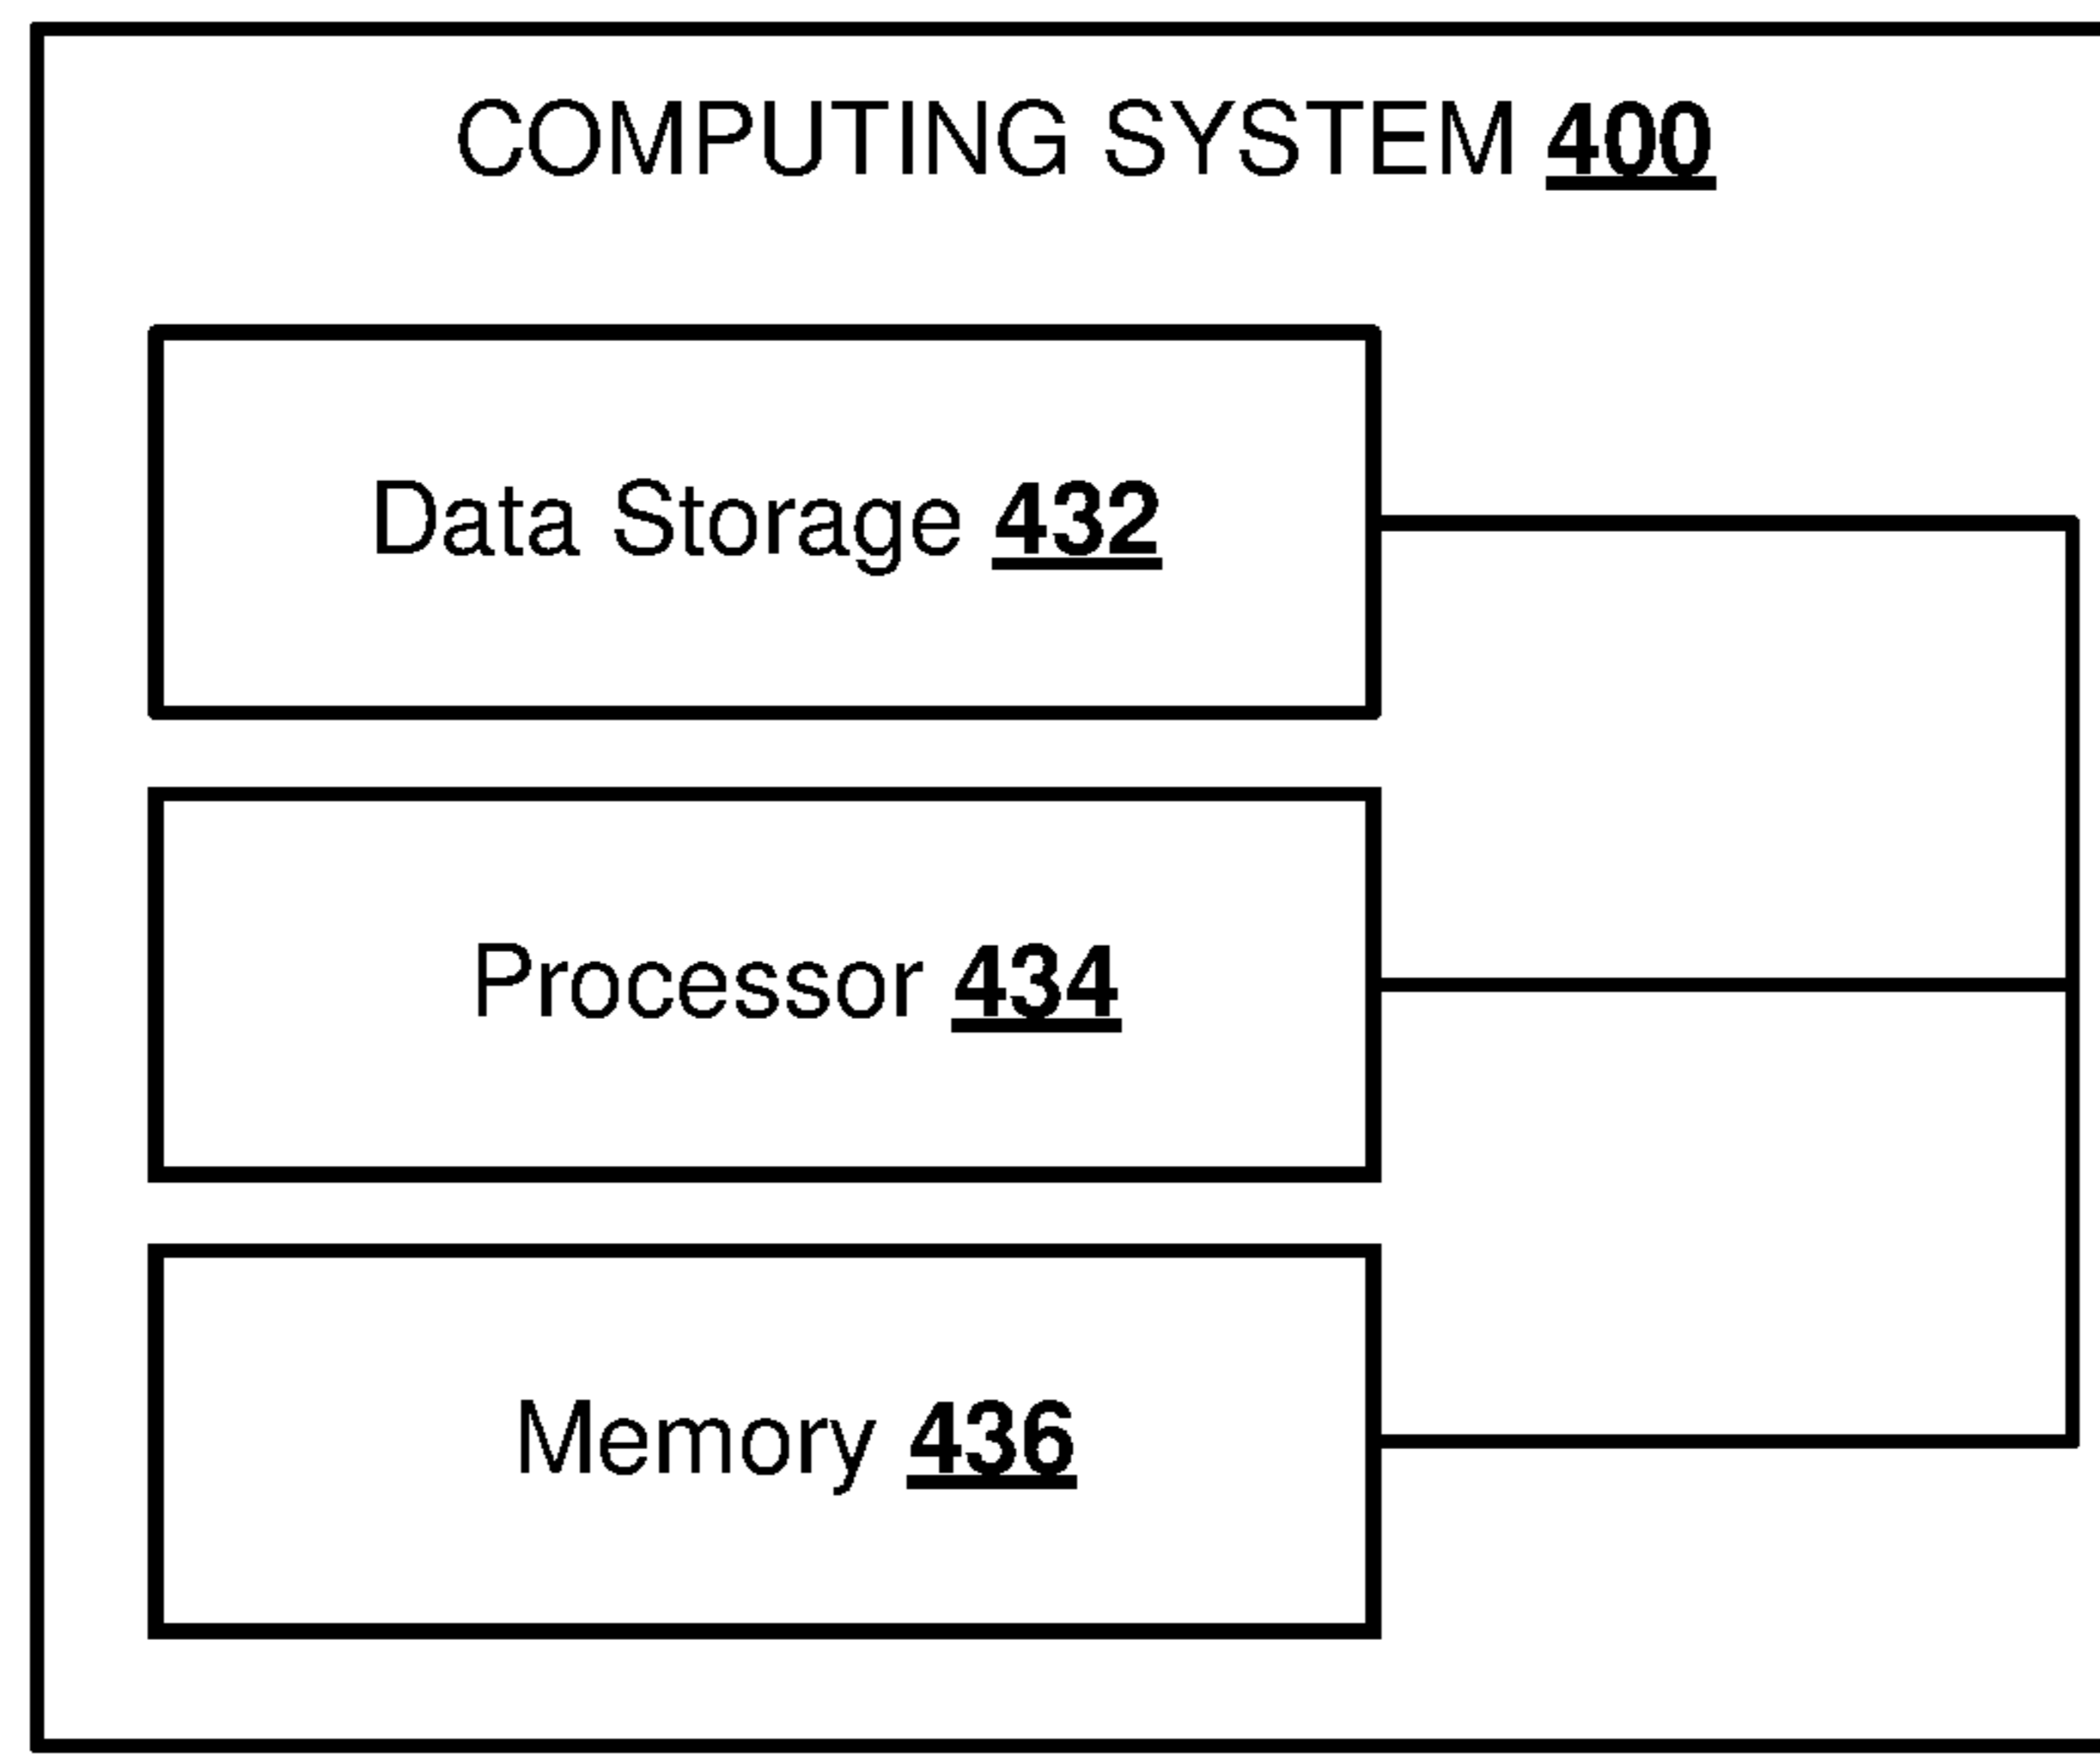 COMPUTING SYSTEM 400
Data Storage 432
Processor 434
Memory 436